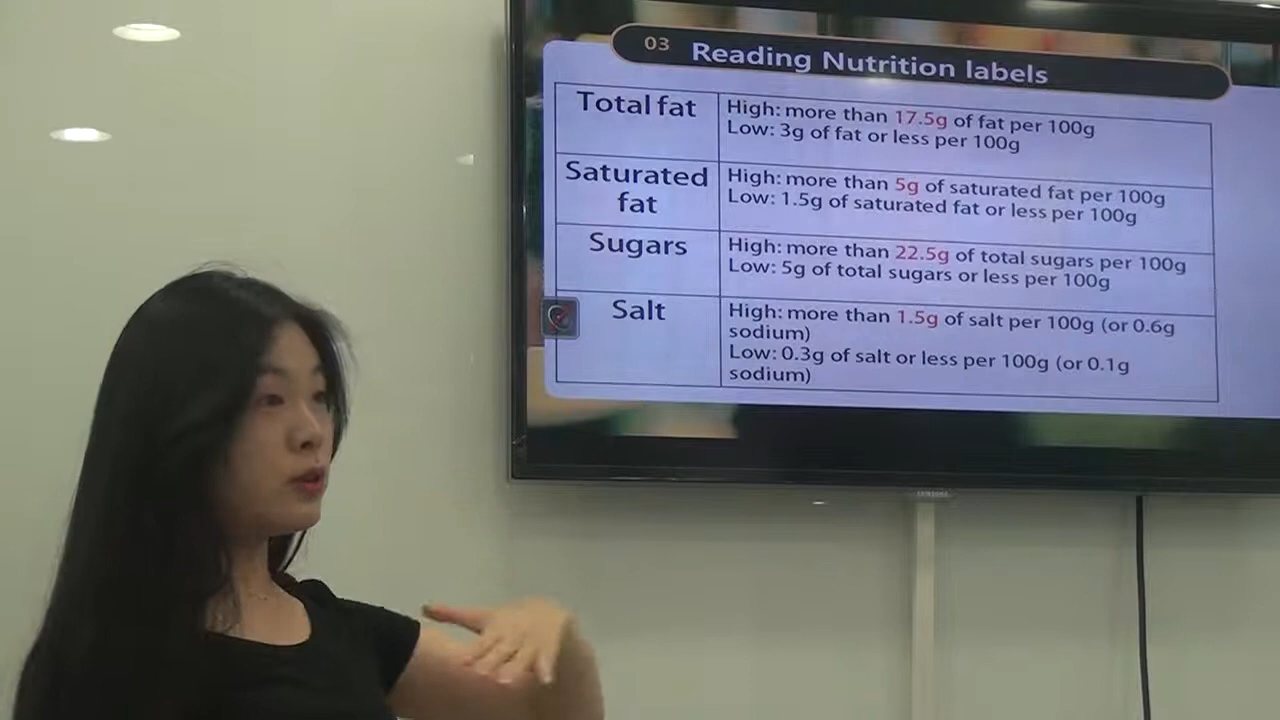 03 Reading Nutrition labels
Total fat
High: more than 17.5g of fat per 100g
Low: 3g of fat or less per 100g
Saturated
fat
High: more than 5g of saturated fat per 100g
Low: 1.5g of saturated fat or less per 100g
Sugars
High: more than 22.5g of total sugars per 100g
Low: 5g of total sugars or less per 100g
Salt
High: more than 1.5g of salt per 100g (or 0.6g
sodium)
Low: 0.3g of salt or less per 100g (or 0.1g
sodium)
SAMSUNG